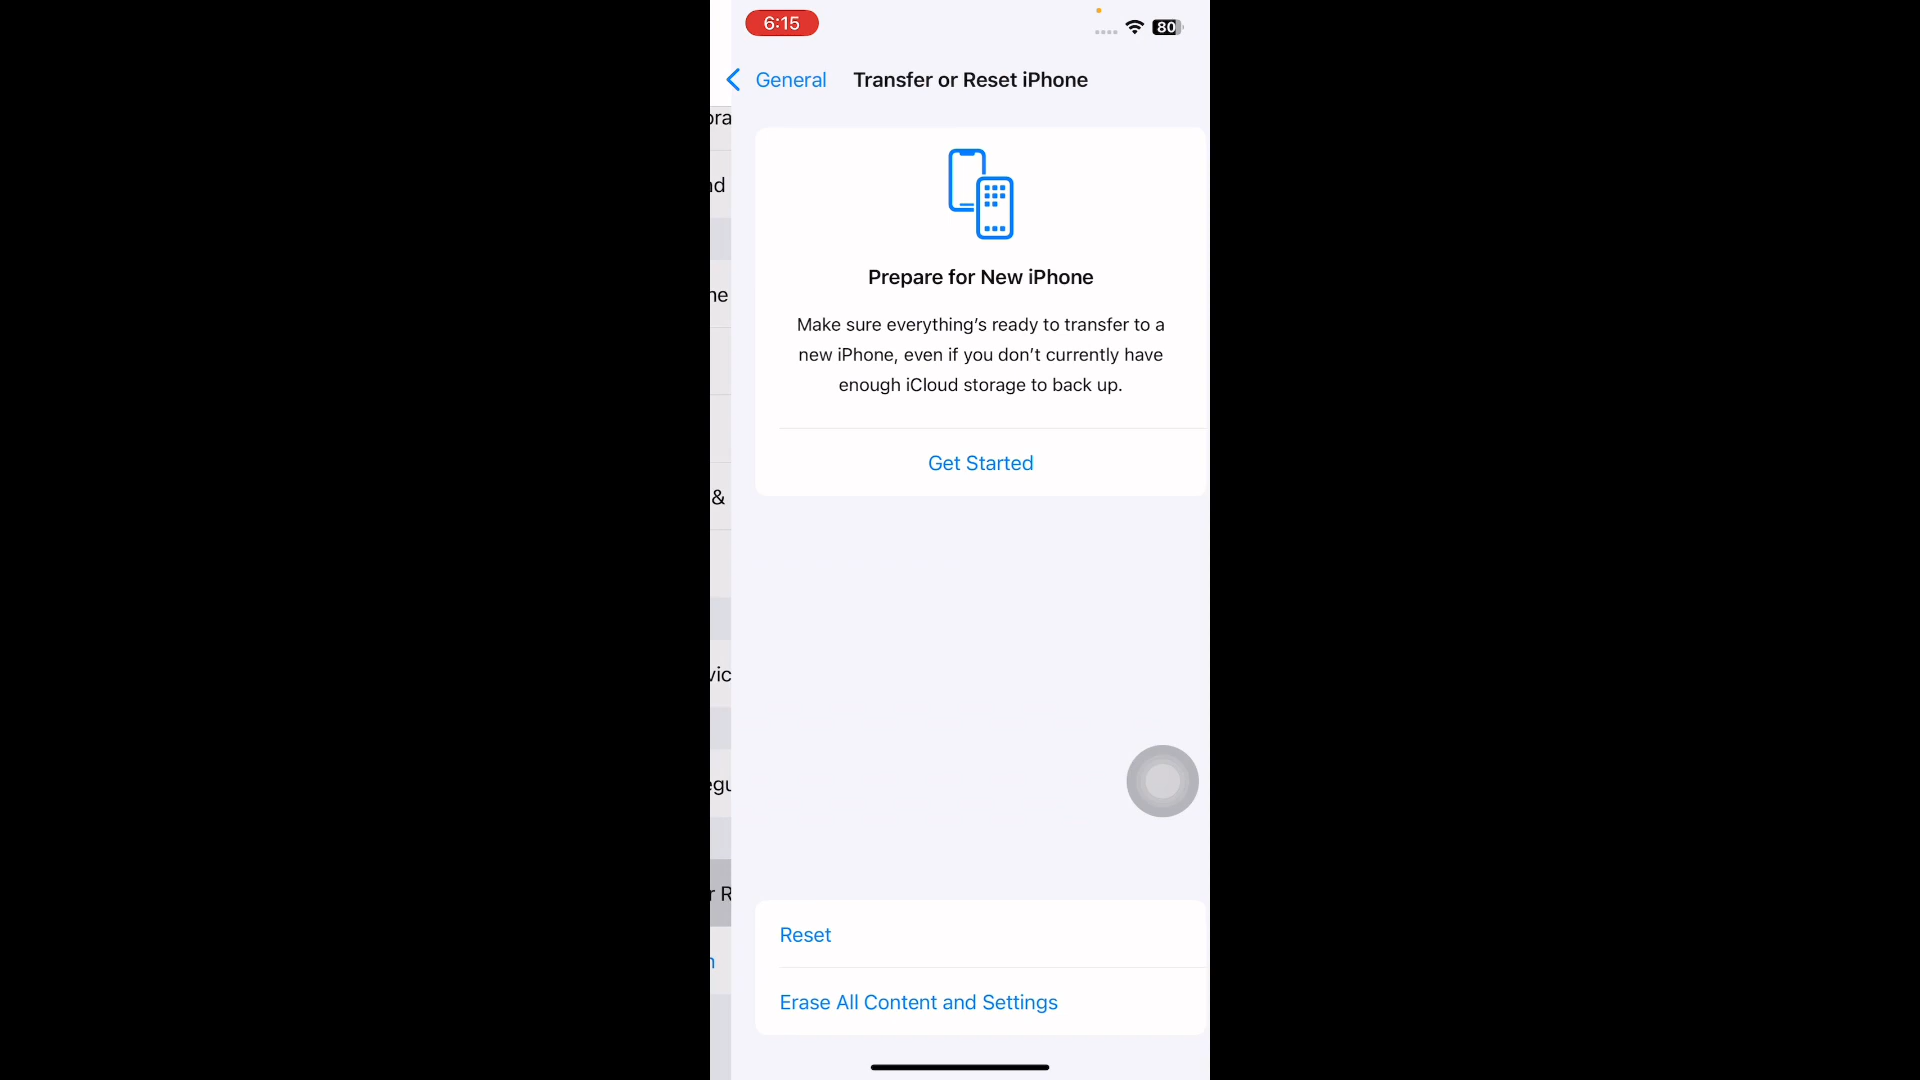 6:15
80
General
Transfer or Reset iPhone
Prepare for New iPhone
Make sure everything’s ready to transfer to a
new iPhone, even if you don’t currently have
enough iCloud storage to back up.
Get Started
Reset
Erase All Content and Settings
&